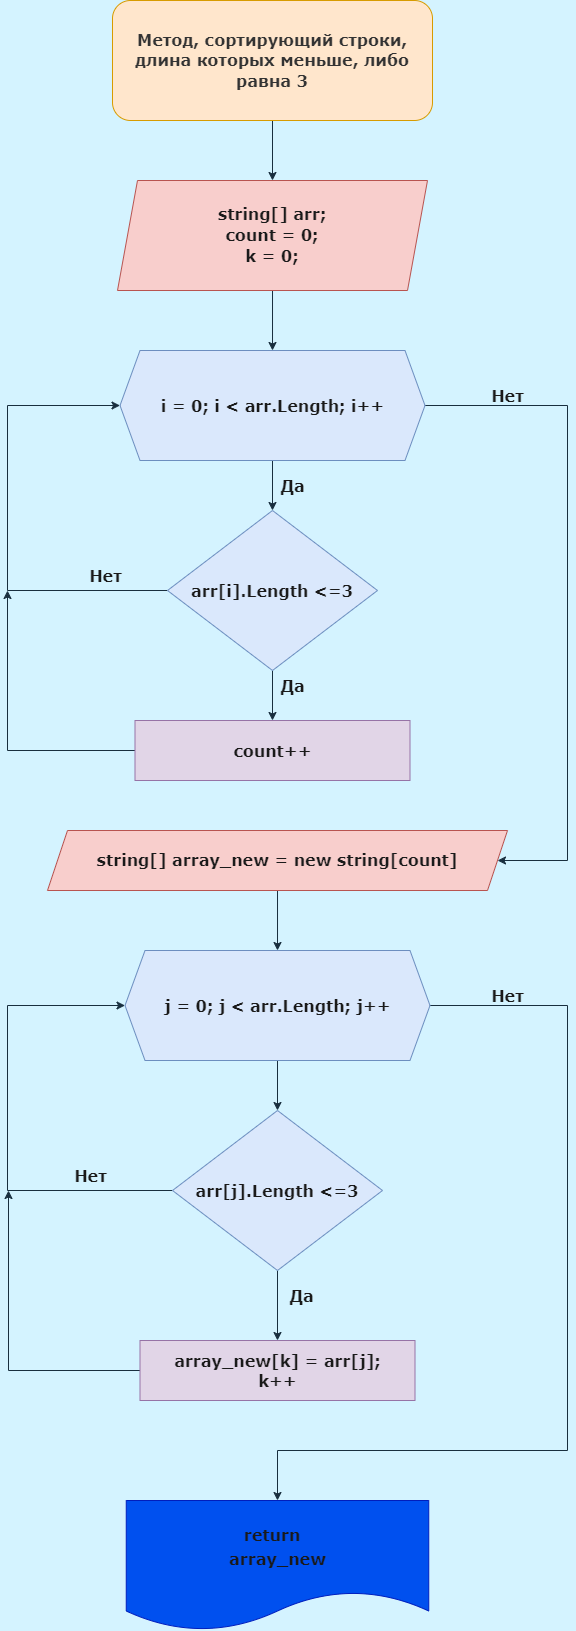 Метод, сортирующий строки,
длина которых меньше, либо
равна 3
string[] arr;
count = 0;
k = 0;
i = 0; i < arr.Length; i++
Нет
Да
arr[i].Length <=3
Нет
Да
count++
string[] array_new = new string[count]
j = 0; j < arr.Length; j++
Нет
arr[j].Length <=3
Нет
Да
array_new[k] = arr[j];
k++
return
array_new